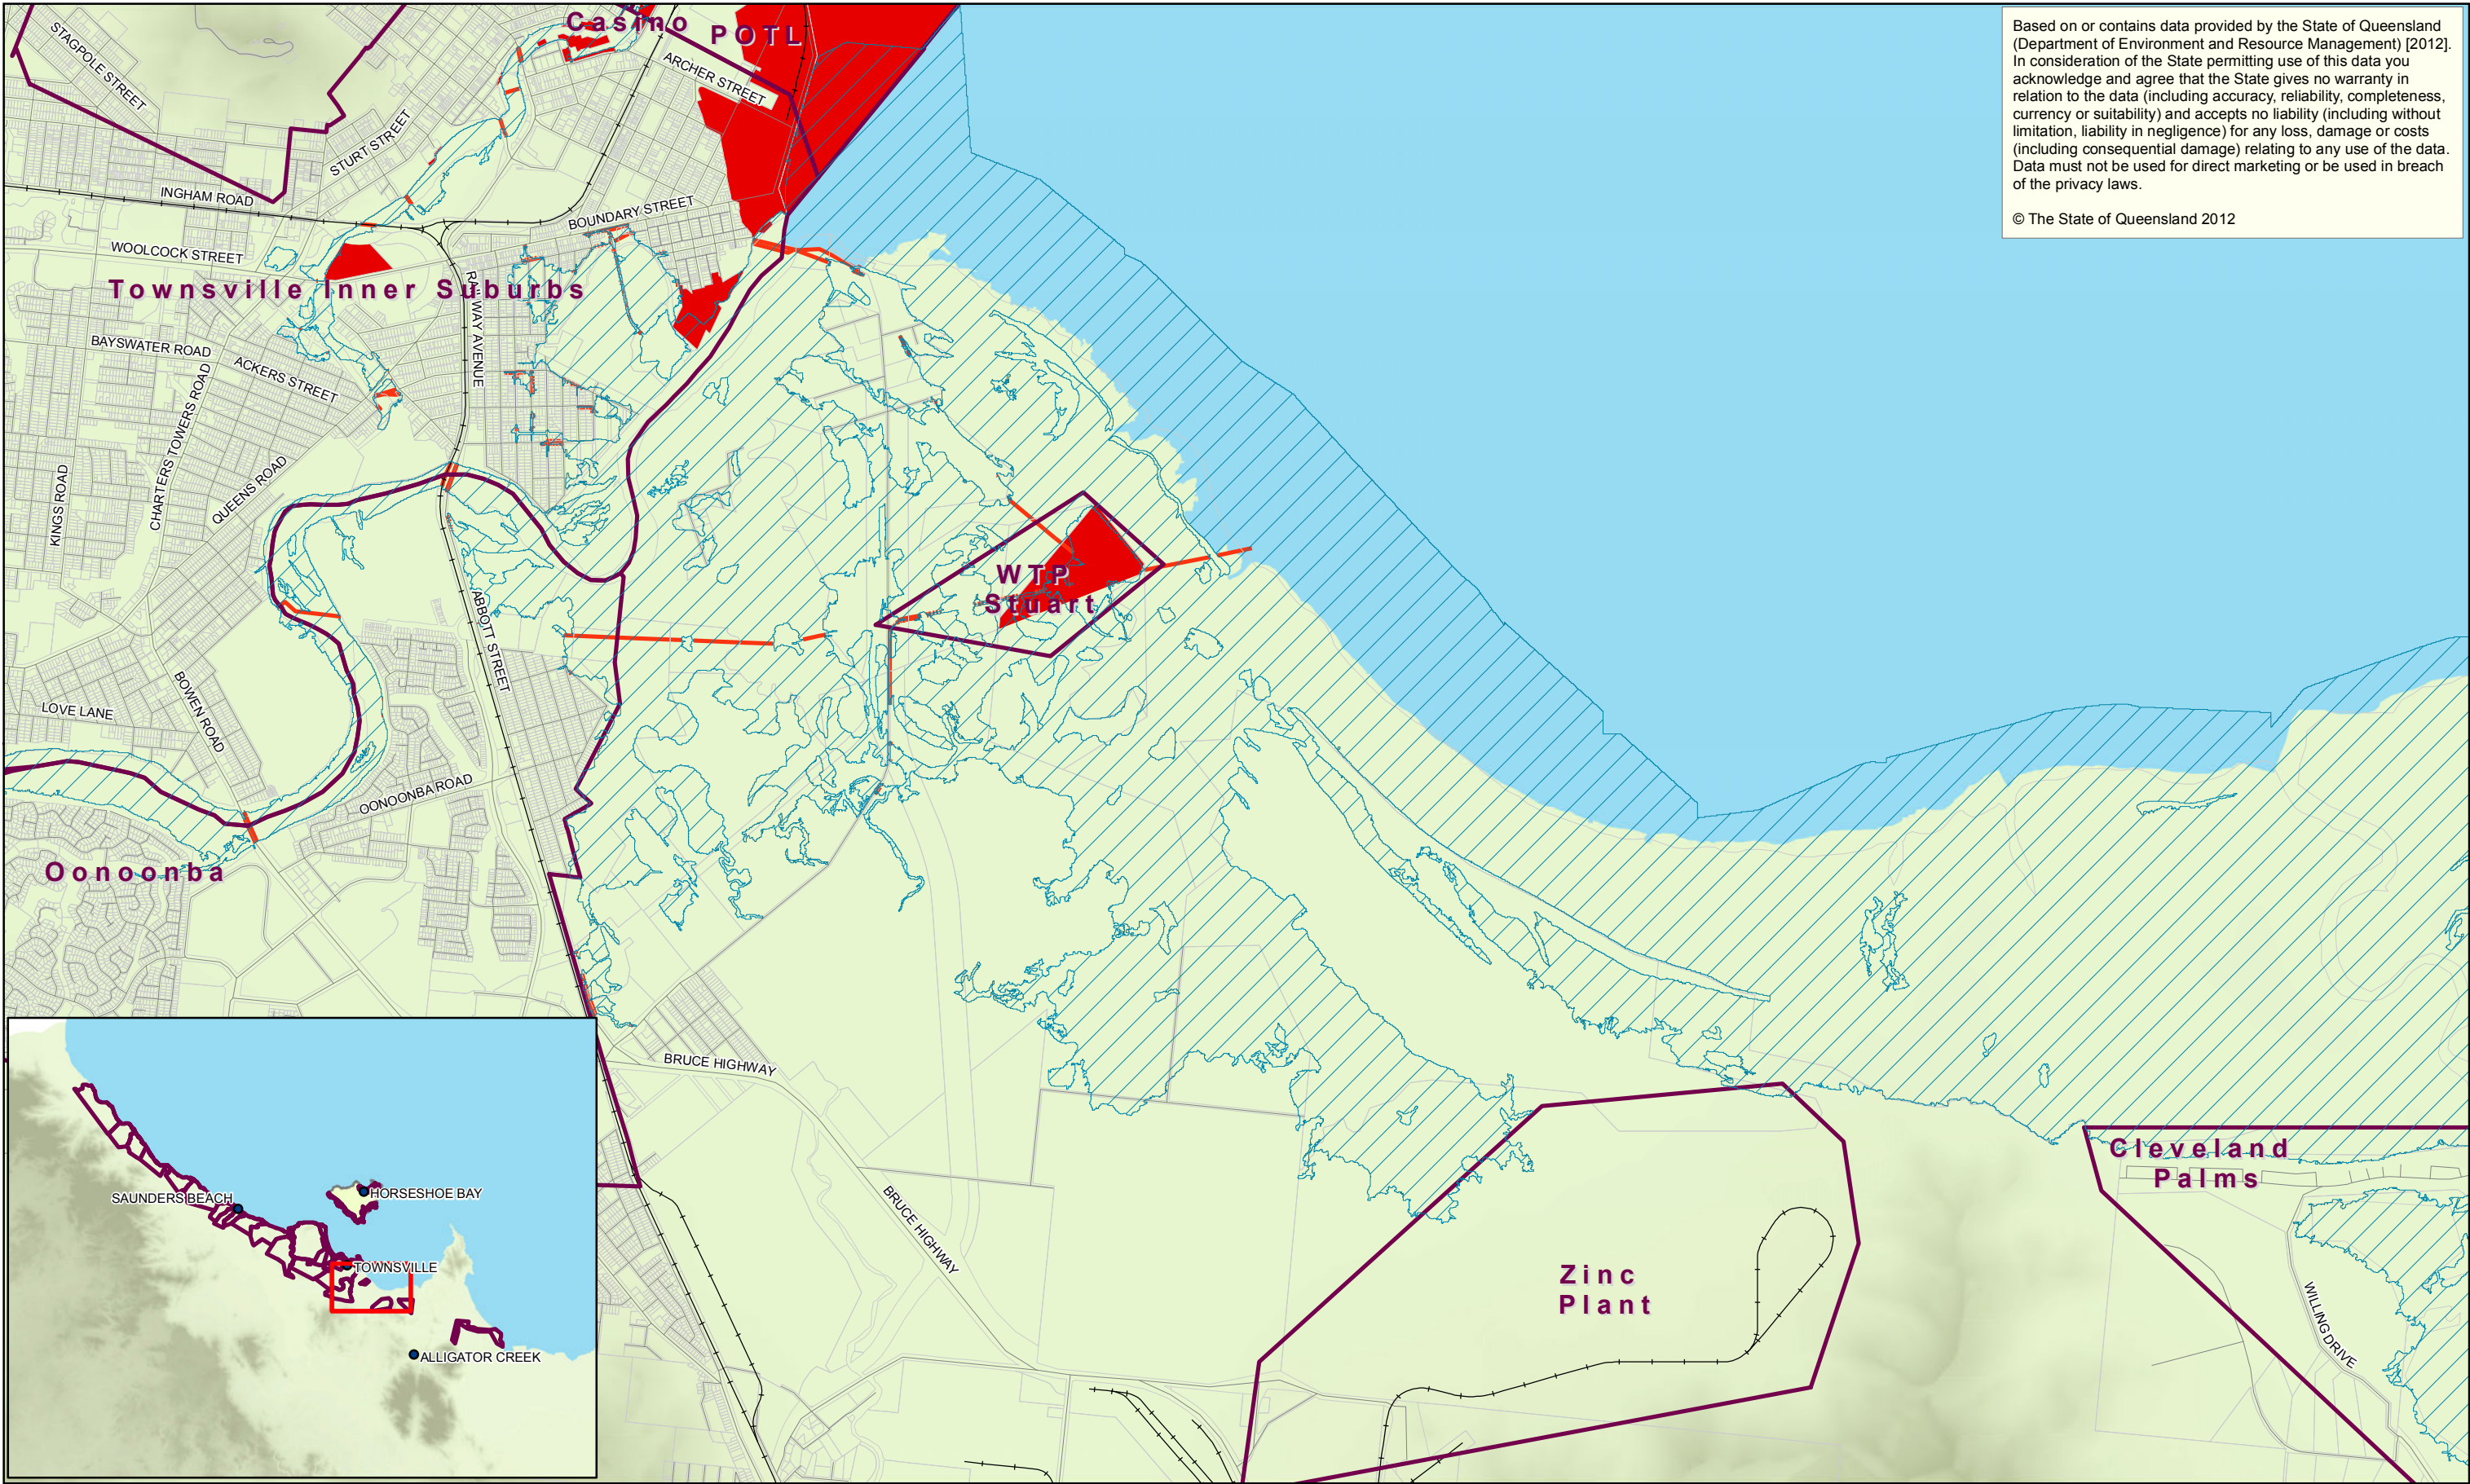 Casino
POTL
Based on or contains data provided by the State of Queensland
(Department of Environment and Resource Management) [2012].
In consideration of the State permitting use of this data you
acknowledge and agree that the State gives no warranty in
relation to the data (including accuracy, reliability, completeness,
currency or suitability) and accepts no liability (including without
limitation, liability in negligence) for any loss, damage or costs
(including consequential damage) relating to any use of the data.
Data must not be used for direct marketing or be used in breach
of the privacy laws.
© The State of Queensland 2012
STAGPOLE STREET
ARCHER STREET
STURT STREET
INGHAM ROAD
BOUNDARY STREET
WOOLCOCK STREET
Townsville Inner Suburbs
RAILWAY AVENUE
BAYSWATER ROAD
ACKERS STREET
CHARTERS TOWERS ROAD
KINGS ROAD
QUEENS ROAD
WTP
Stuart
ABBOTT STREET
BOWEN ROAD
LOVE LANE
OONOONBA ROAD
Oonoonba
BRUCE HIGHWAY
BRUCE HIGHWAY
Cleveland
Palms
Zinc
Plant
WILLING DRIVE
SAUNDERS BEACH
HORSESHOE BAY
TOWNSVILLE
ALLIGATOR CREEK